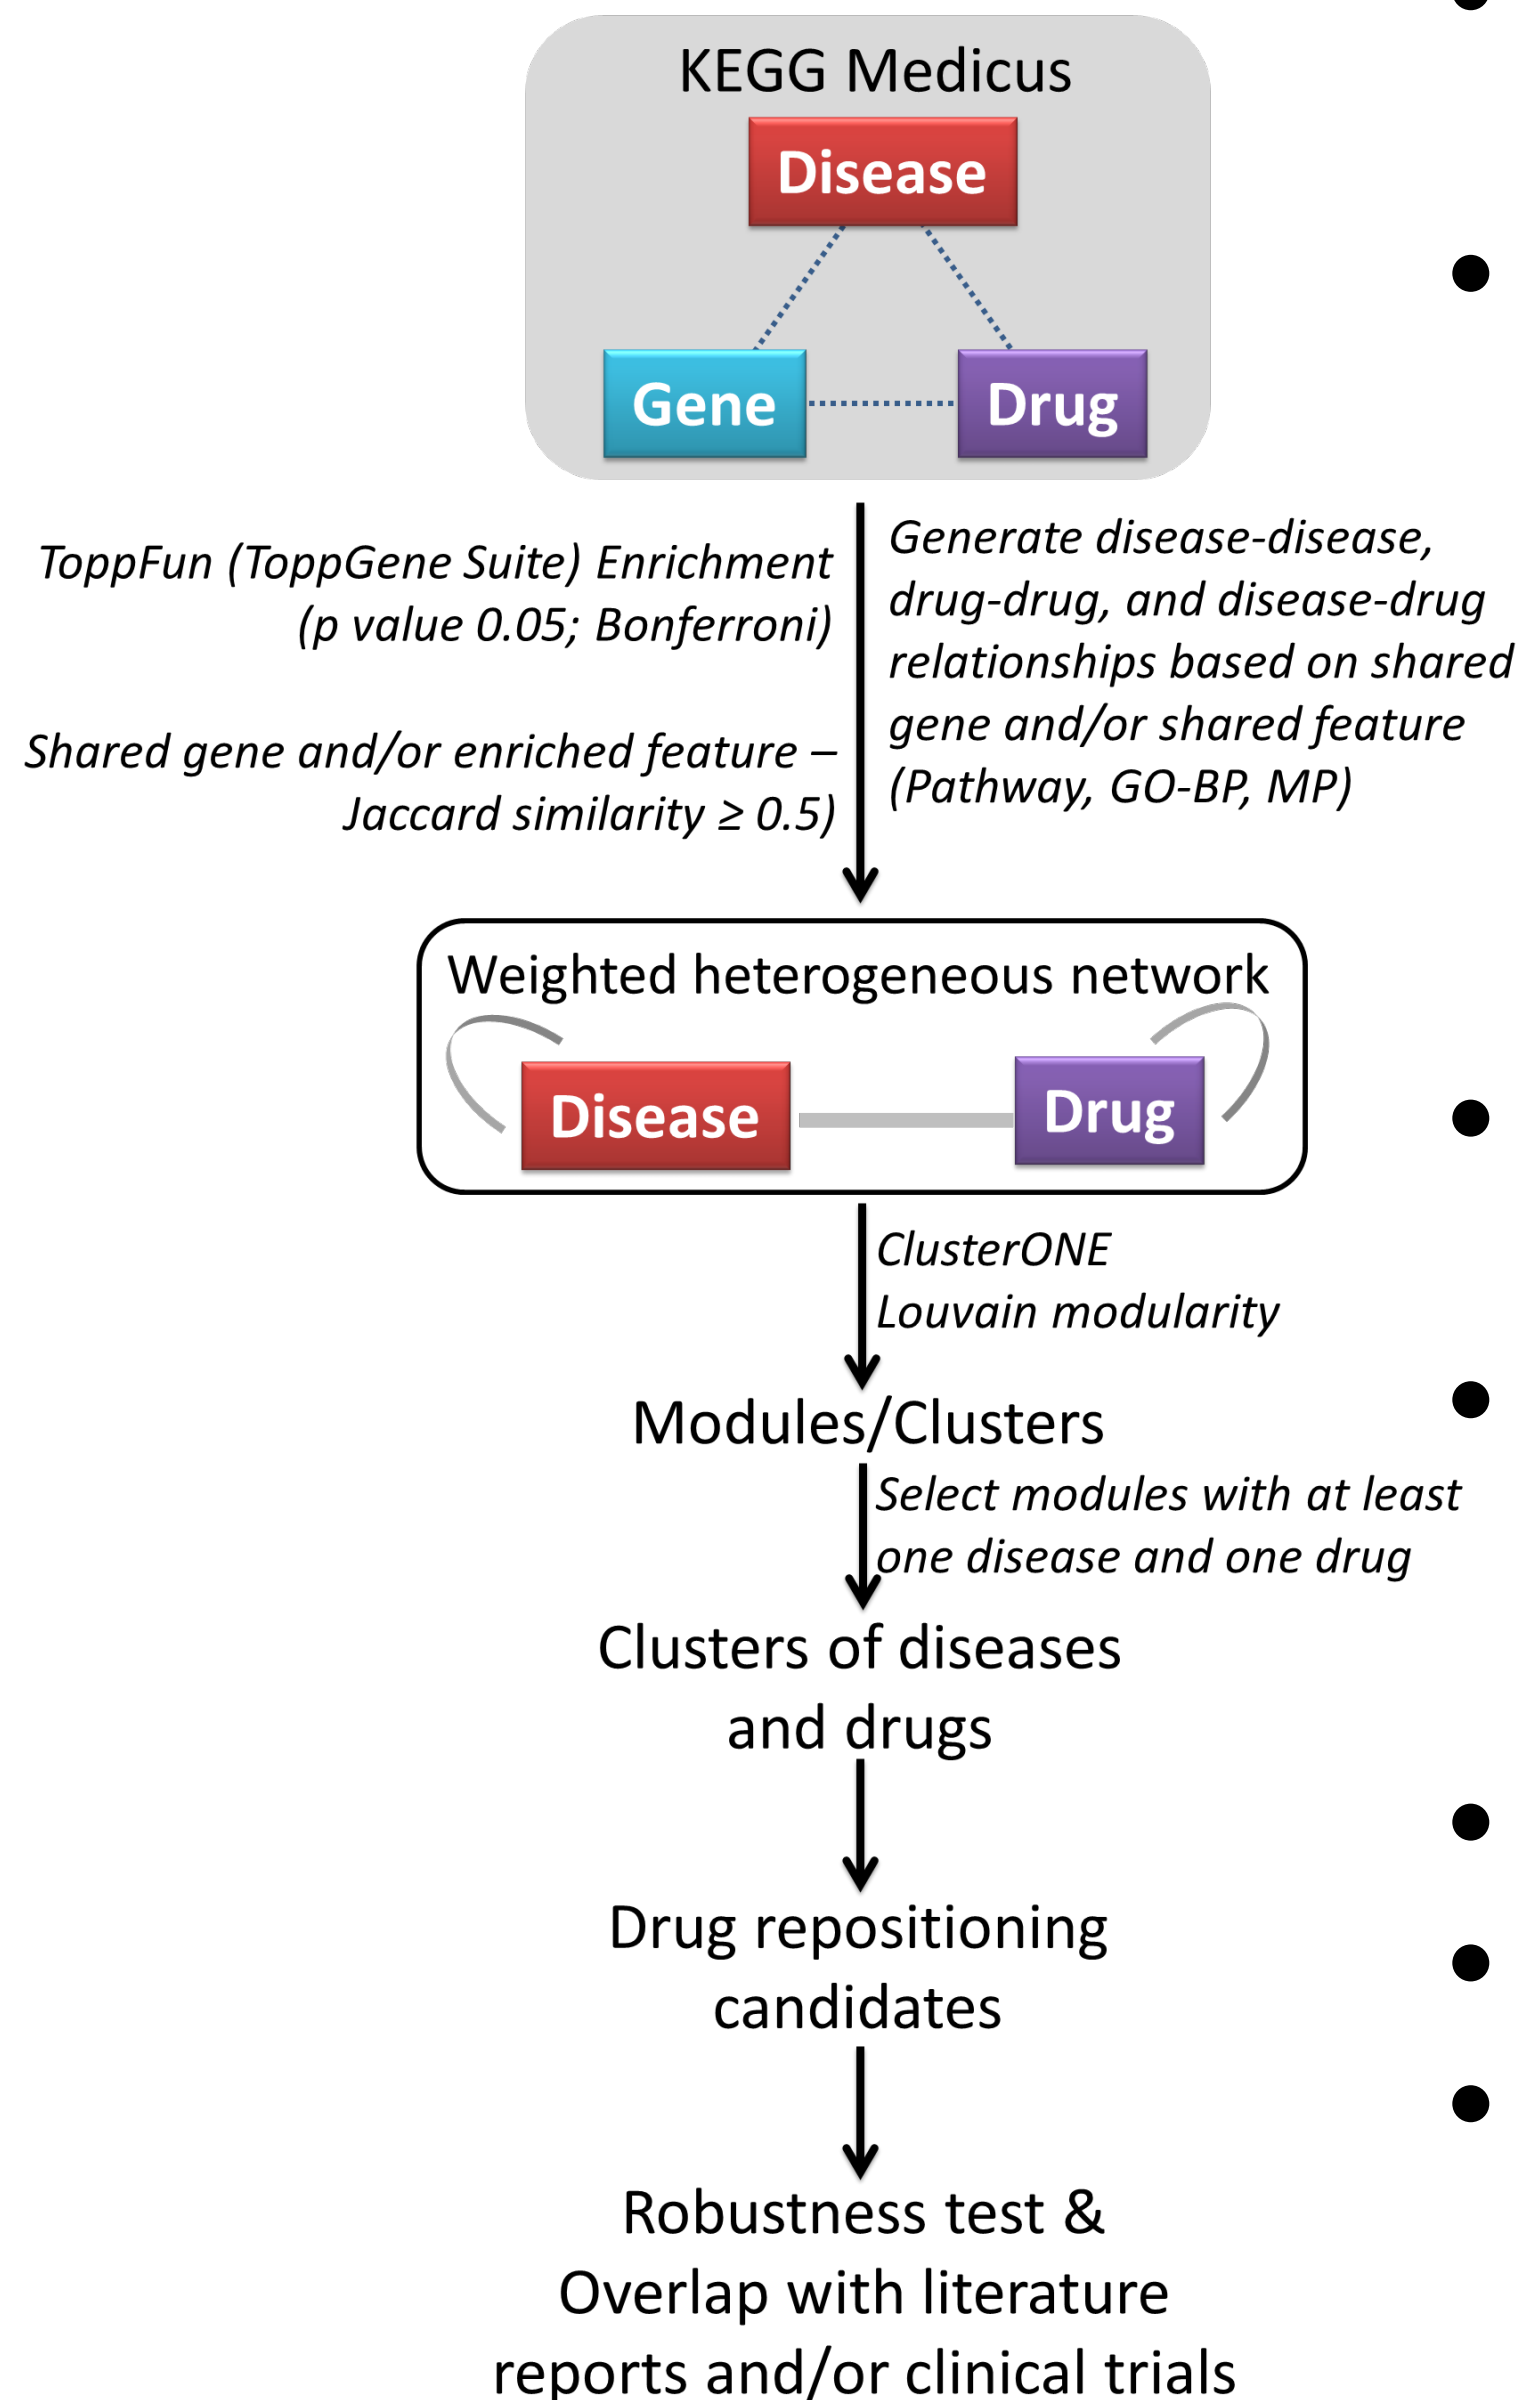 KEGG Medicus
Disease
Gene
Drug
ToppFun (ToppGene Suite) Enrichment
(p value 0.05; Bonferroni)
Shared gene and/or enriched feature –
Jaccard similarity ≥ 0.5)
Generate disease-disease,
drug-drug, and disease-drug
relationships based on shared
gene and/or shared feature
(Pathway, GO-BP, MP)
Weighted heterogeneous network
Disease
Drug
ClusterONE
Louvain modularity
Modules/Clusters
Select modules with at least
one disease and one drug
Clusters of diseases
and drugs
Drug repositioning
candidates
Robustness test &
Overlap with literature
reports and/or clinical trials